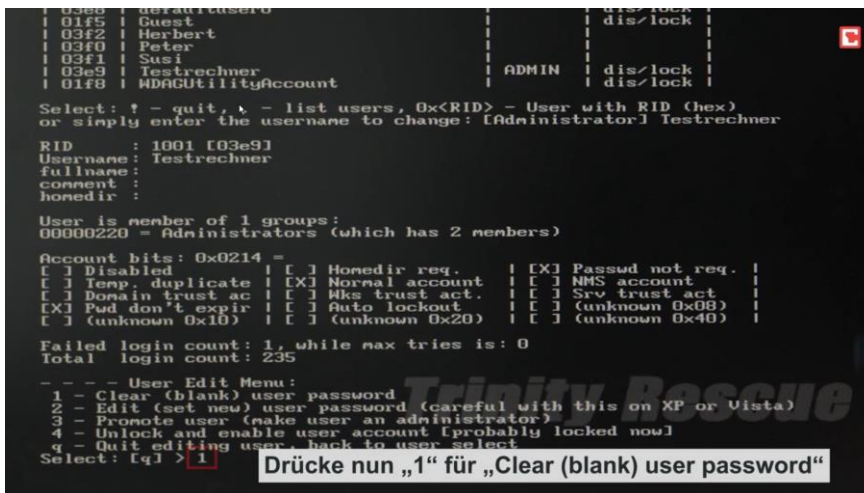 | 03e8 | defaultuser0
| 01f5 | Guest | | dis/lock |
| 03f2 | Herbert | | |
| 03f0 | Peter | | |
| 03f1 | Susi | | |
| 03e9 | Testrechner | ADMIN | dis/lock |
| 01f8 | WDAGUtilityAccount | | dis/lock |
Select: ! - quit, . - list users, 0x<RID> - User with RID (hex)
or simply enter the username to change: [Administrator] Testrechner
RID : 1001 [03e9]
Username: Testrechner
fullname:
comment :
homedir :
User is member of 1 groups:
00000220 = Administrators (which has 2 members)
Account bits: 0x0214 =
[ ] Disabled | [ ] Homedir req. | [X] Passwd not req. |
[ ] Temp. duplicate | [X] Normal account | [ ] NMS account |
[ ] Domain trust ac | [ ] Wks trust act. | [ ] Srv trust act |
[X] Pwd don't expir | [ ] Auto lockout | [ ] (unknown 0x08) |
[ ] (unknown 0x10) | [ ] (unknown 0x20) | [ ] (unknown 0x40) |
Failed login count: 1, while max tries is: 0
Total login count: 235
- - - - User Edit Menu:
1 - Clear (blank) user password
2 - Edit (set new) user password (careful with this on XP or Vista)
3 - Promote user (make user an administrator)
4 - Unlock and enable user account [probably locked now]
q - Quit editing user, back to user select
Select: [q] > 1
Trinity Rescue
Drücke nun „1“ für „Clear (blank) user password“